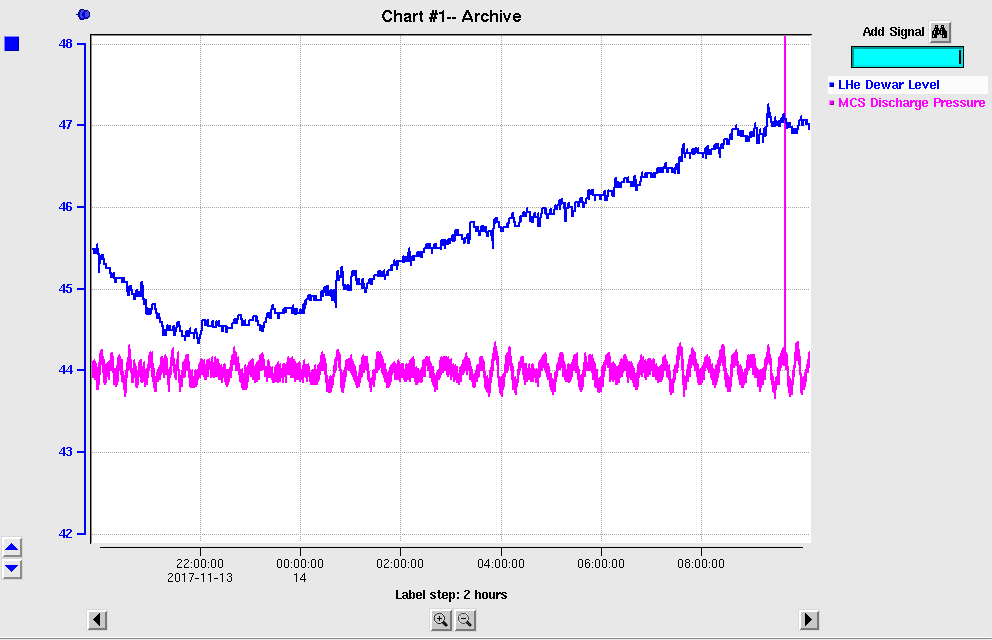 Chart #1-- Archive
Add Signal
LHe Dewar Level
MCS Discharge Pressure
48
47
46
45
44
43
42
22:00:00 00:00:00 02:00:00 04:00:00 06:00:00 08:00:00
2017-11-13 14
Label step: 2 hours